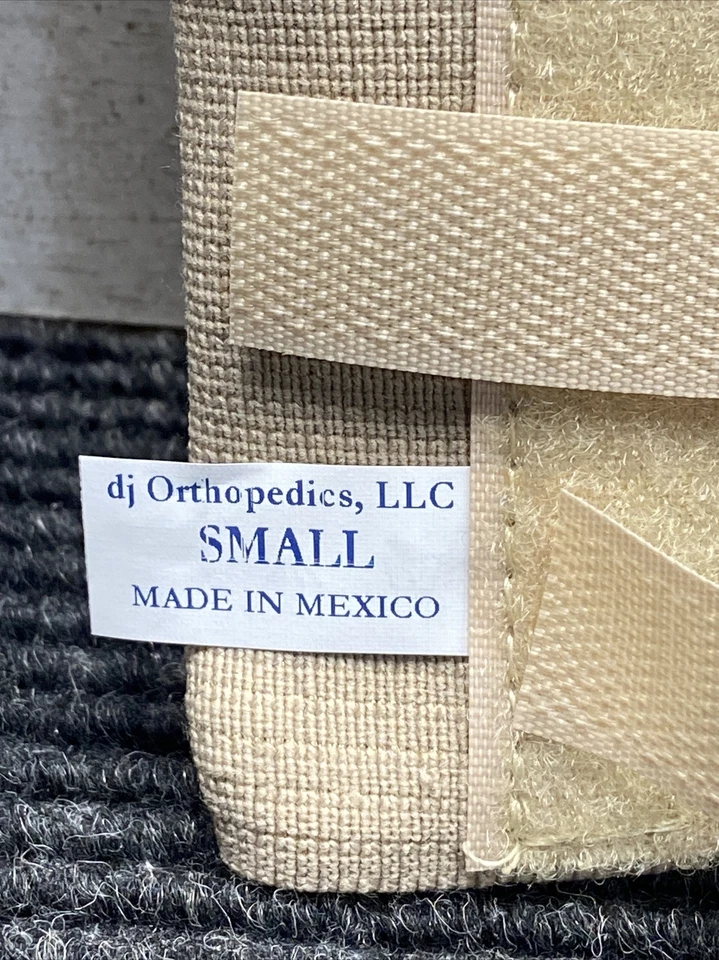 dj Orthopedics, LLC
SMALL
MADE IN MEXICO